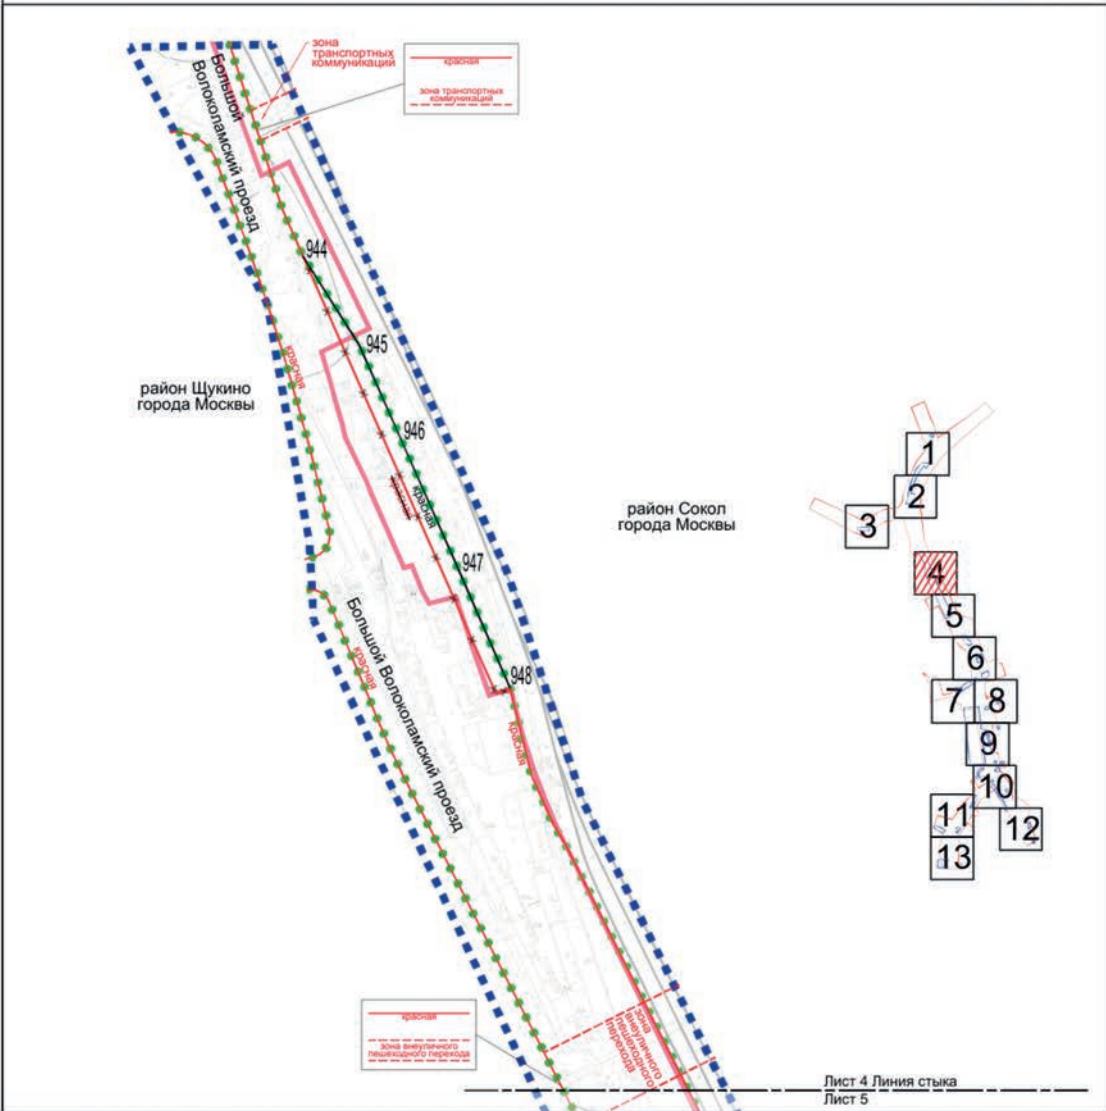 зона
транспортных
коммуникаций
красная
зона транспортных
коммуникаций
Большой
Волоколамский проезд
944
945
красная
район Щукино
города Москвы
946
красная
красная
947
район Сокол
города Москвы
1
2
3
4
5
6
7
8
9
10
11
12
13
Большой Волоколамский проезд
красная
948
красная
красная
зона внеуличного
пешеходного перехода
зона
внеуличного
пешеходного
перехода
Лист 4 Линия стыка
Лист 5